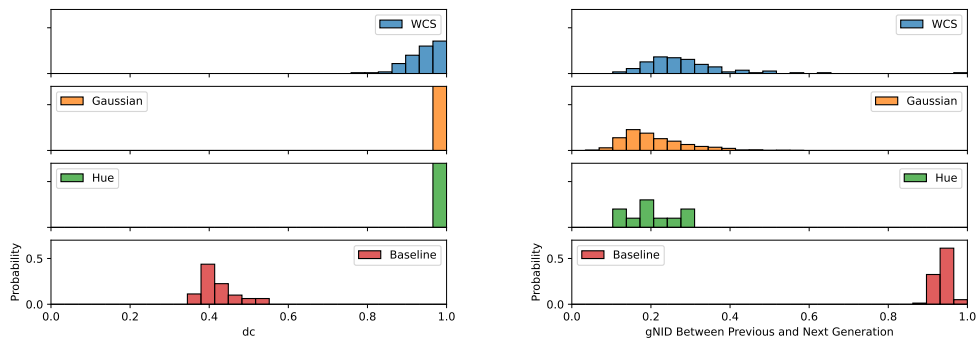 WCS
Gaussian
Hue
Baseline
Probability
0.5
0.0
0.0 0.2 0.4 0.6 0.8 1.0
dc
WCS
Gaussian
Hue
Baseline
Probability
0.5
0.0
0.0 0.2 0.4 0.6 0.8 1.0
gNID Between Previous and Next Generation